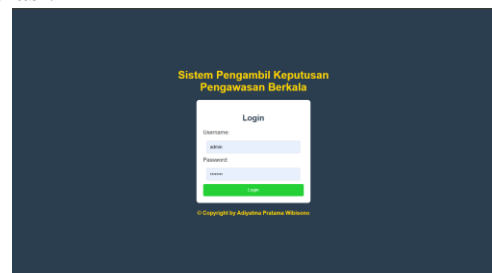 Sistem Pengambil Keputusan
Pengawasan Berkala
Login
Username:
admin
Password:
•••••••
Login
© Copyright by Adiyatma Pratama Wibisono